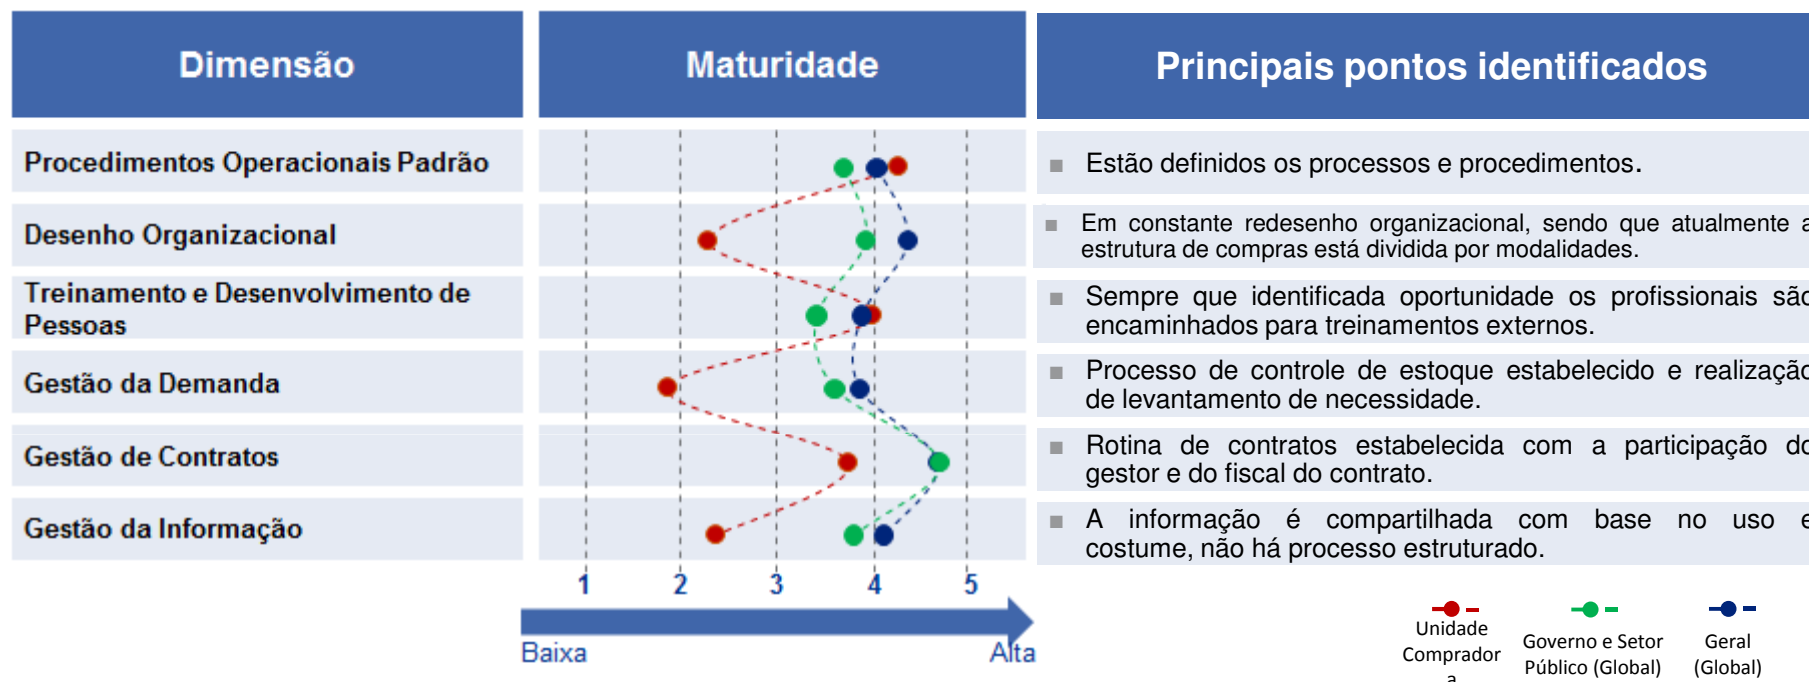 Dimensão
Maturidade
Principais pontos identificados
Procedimentos Operacionais Padrão
Estão definidos os processos e procedimentos.
Desenho Organizacional
Em constante redesenho organizacional, sendo que atualmente a
estrutura de compras está dividida por modalidades.
Treinamento e Desenvolvimento de
Pessoas
Sempre que identificada oportunidade os profissionais são
encaminhados para treinamentos externos.
Gestão da Demanda
Processo de controle de estoque estabelecido e realização
de levantamento de necessidade.
Gestão de Contratos
Rotina de contratos estabelecida com a participação do
gestor e do fiscal do contrato.
Gestão da Informação
A informação é compartilhada com base no uso e
costume, não há processo estruturado.
1 2 3 4 5
Baixa Alta
Unidade
Comprador
a
Governo e Setor
Público (Global)
Geral
(Global)